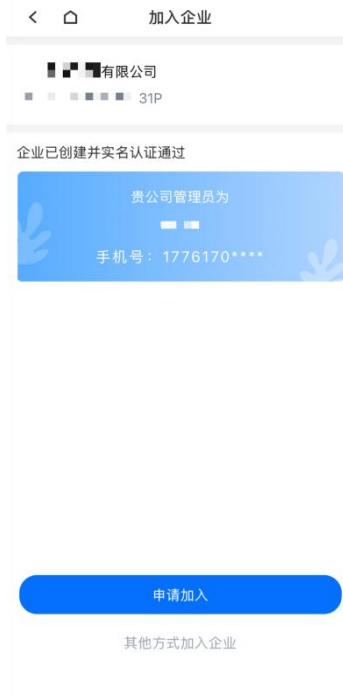 加入企业
有限公司
31P
企业已创建并实名认证通过
贵公司管理员为
手机号：1776170****
申请加入
其他方式加入企业